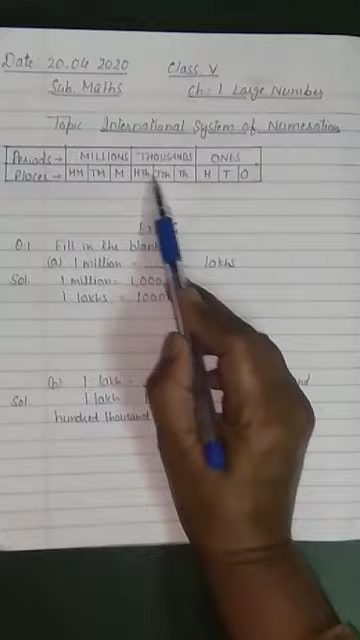 Date: 20.04 2020 Class. V
Sub. Maths Ch-1 Large Number
Topic International System of Numeration
Periods→ MILLIONS THOUSANDS ONES
Places→ HM TM M HTh TTh Th H T O
Q.1 Fill in the blank
(a) 1 million = lakhs
Sol. 1 million = 1,000,
1 lakhs = 1000
(b) 1 lakh =
Sol. 1 lakh
hundred thousand